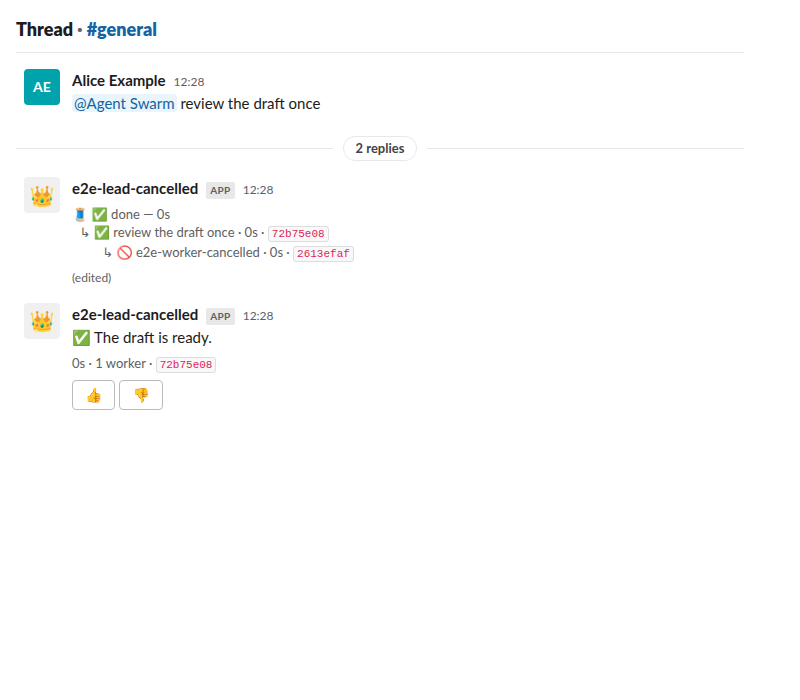 Thread • #general
AE
Alice Example 12:28
@Agent Swarm review the draft once
2 replies
e2e-lead-cancelled APP 12:28
🧵 ✅ done — 0s
↳ ✅ review the draft once · 0s · 72b75e08
↳ 🚫 e2e-worker-cancelled · 0s · 2613efaf
(edited)
e2e-lead-cancelled APP 12:28
✅ The draft is ready.
0s · 1 worker · 72b75e08
👍 👎